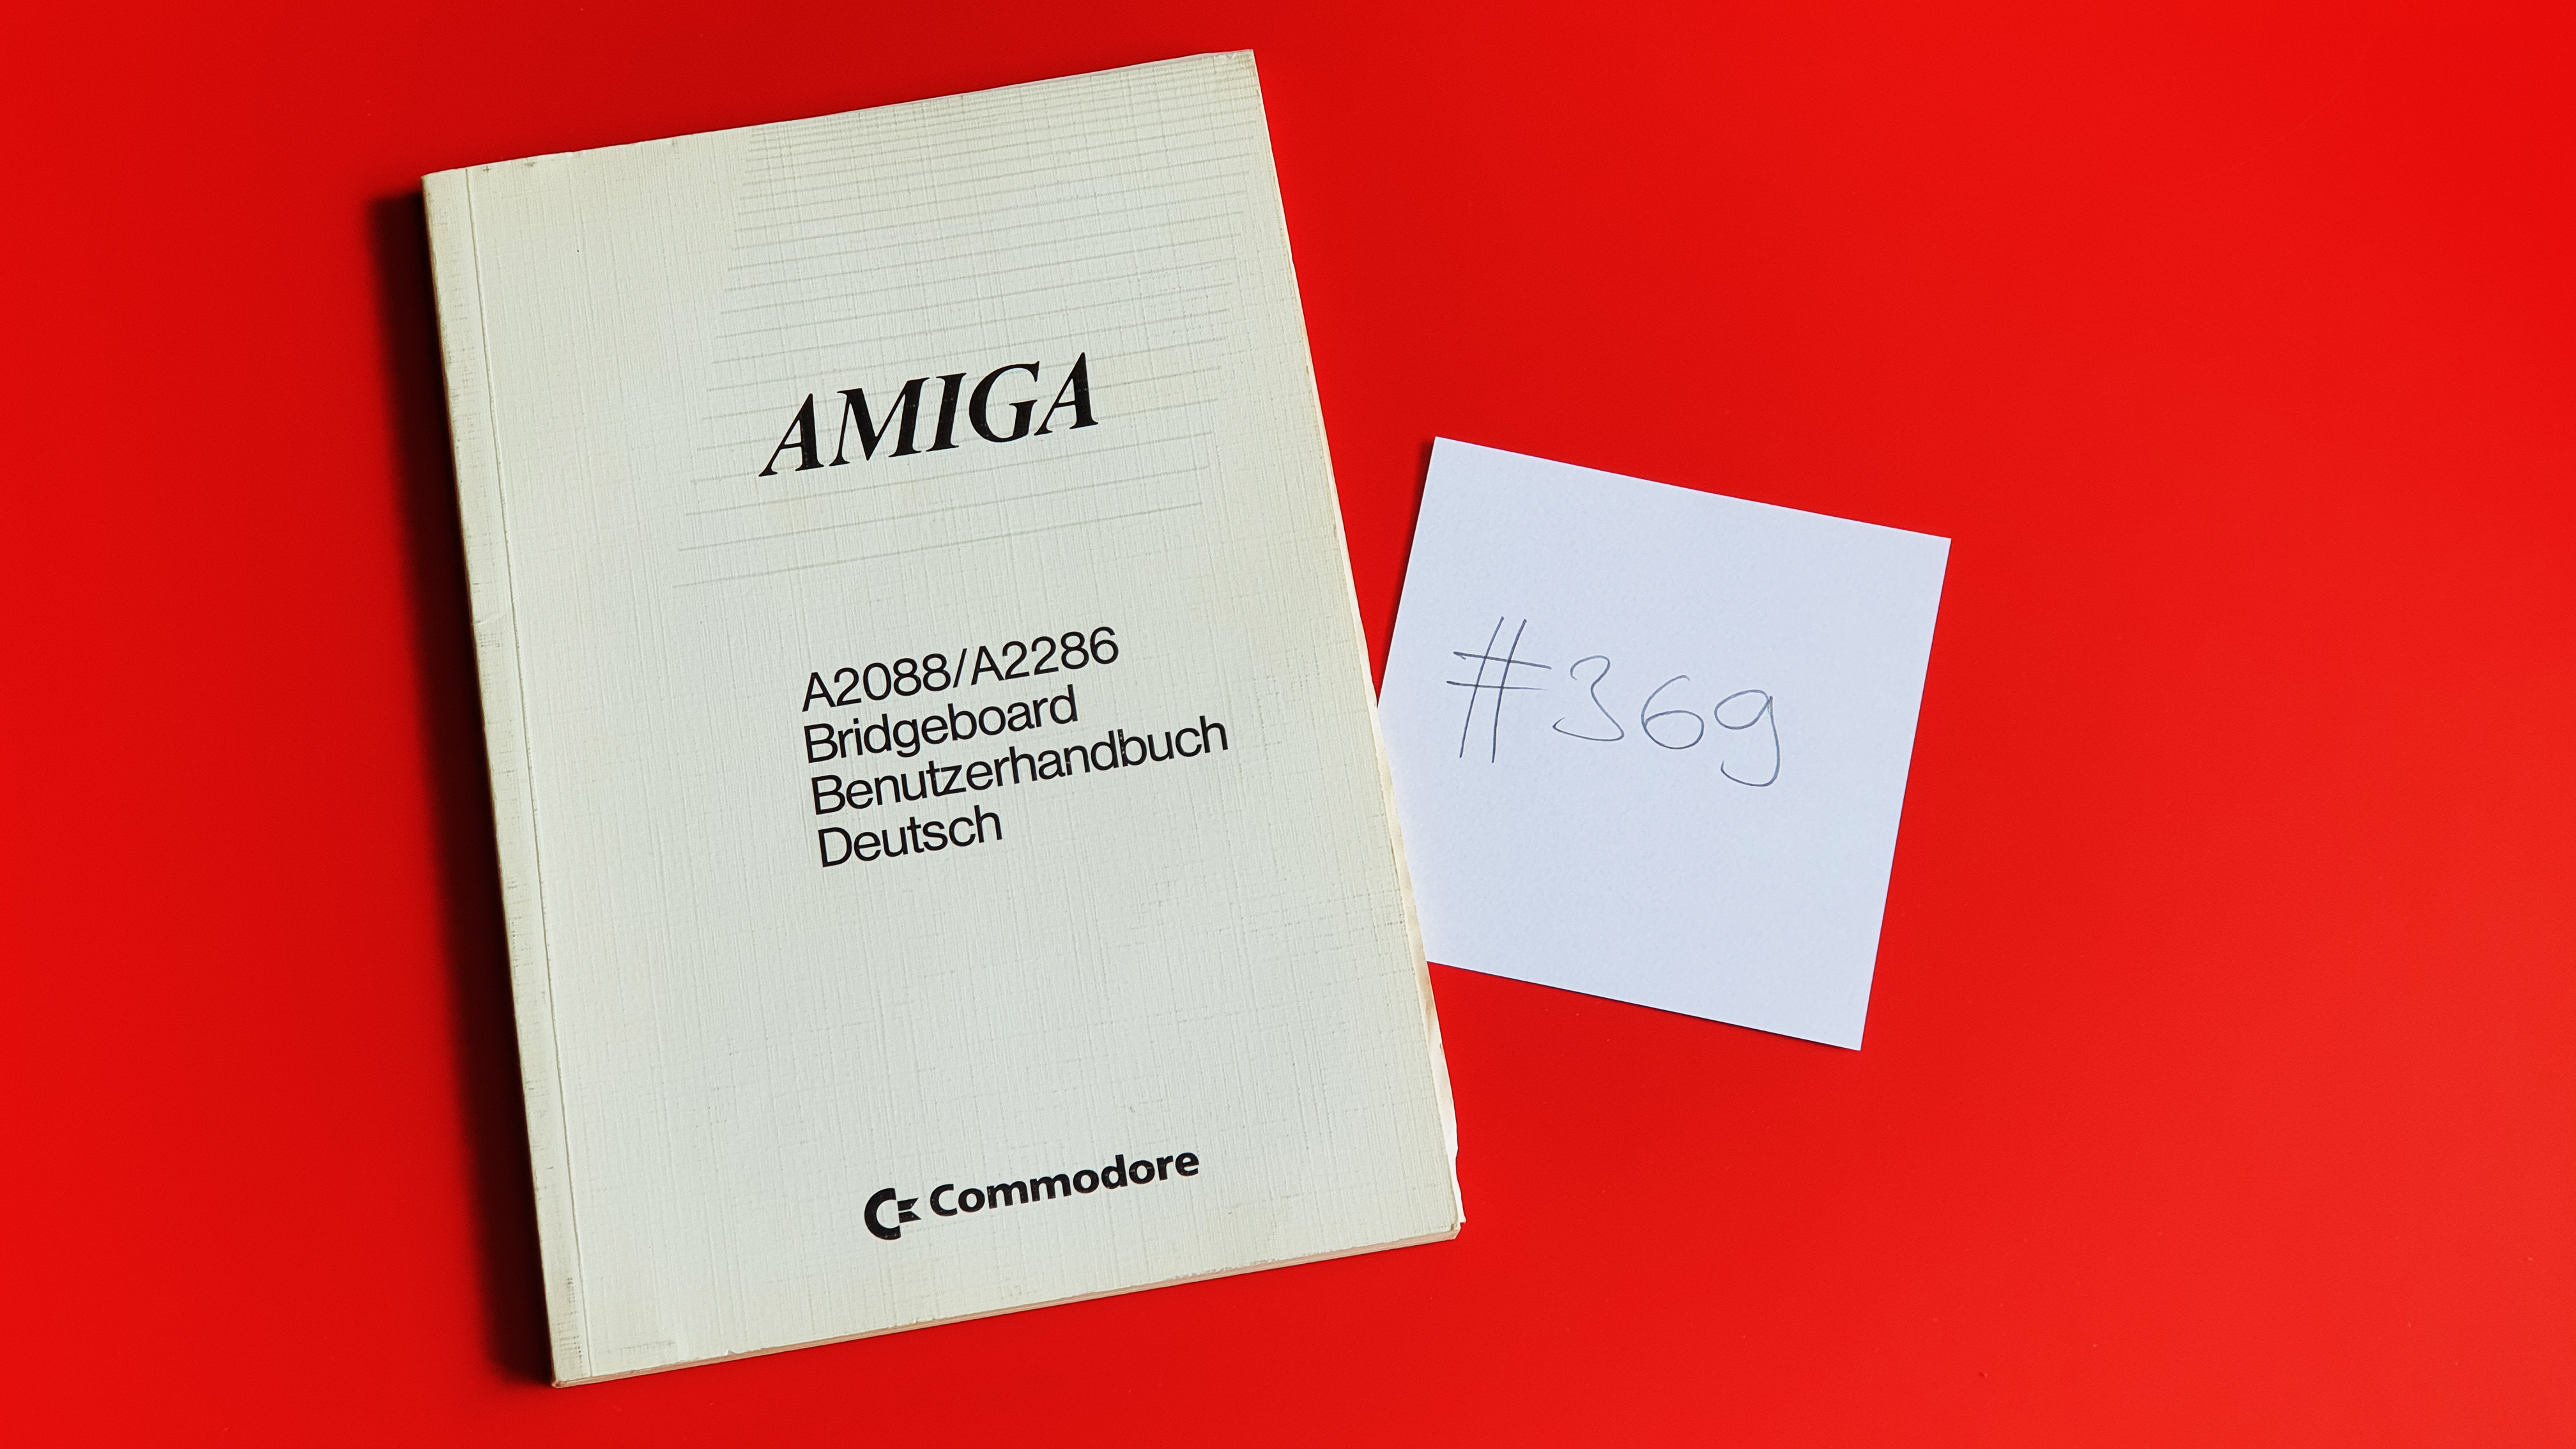 AMIGA
A2088/A2286
Bridgeboard
Benutzerhandbuch
Deutsch
Commodore
#369